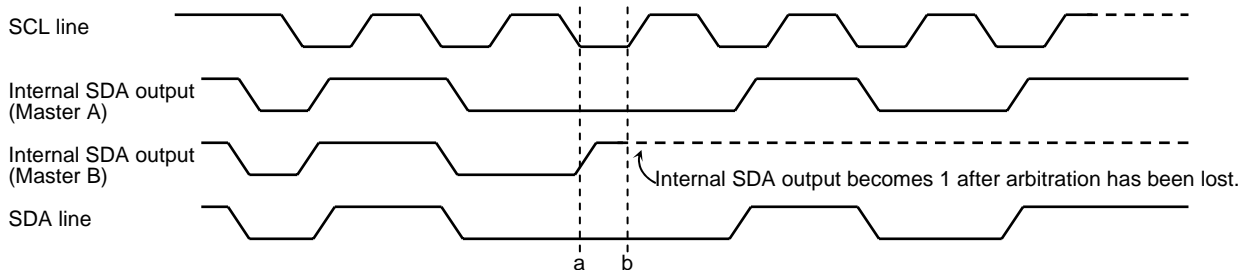 SCL line
Internal SDA output
(Master A)
Internal SDA output
(Master B)
Internal SDA output becomes 1 after arbitration has been lost.
SDA line
a
b